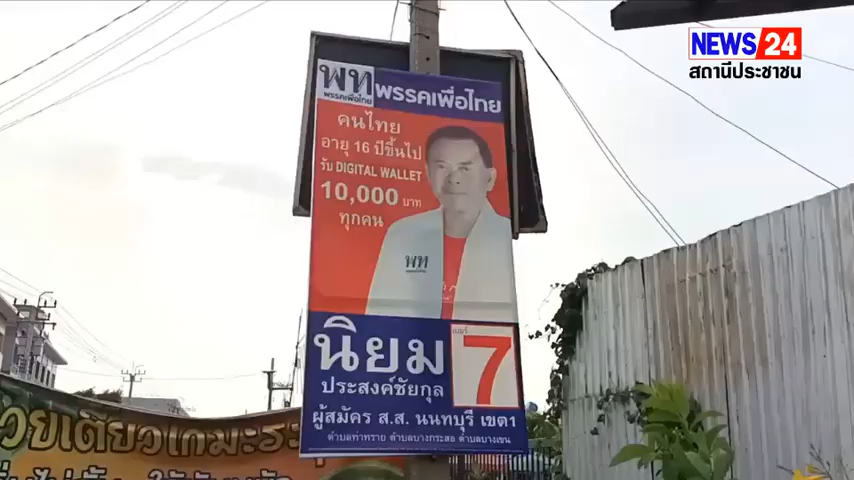 NEWS 24
สถานีประชาชน
พท
พรรคเพื่อไทย
พรรคเพื่อไทย
คนไทย
อายุ 16 ปีขึ้นไป
รับ DIGITAL WALLET
10,000 บาท
ทุกคน
พท
เบอร์
7
นิยม
ประสงค์ชัยกุล
ผู้สมัคร ส.ส. นนทบุรี เขต1
ตำบลท่าทราย ตำบลบางกระสอ ตำบลบางเขน